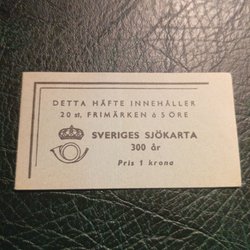 DETTA HÄFTE INNEHÅLLER
20 st. FRIMÄRKEN à 5 ÖRE
SVERIGES SJÖKARTA
300 år
Pris 1 krona